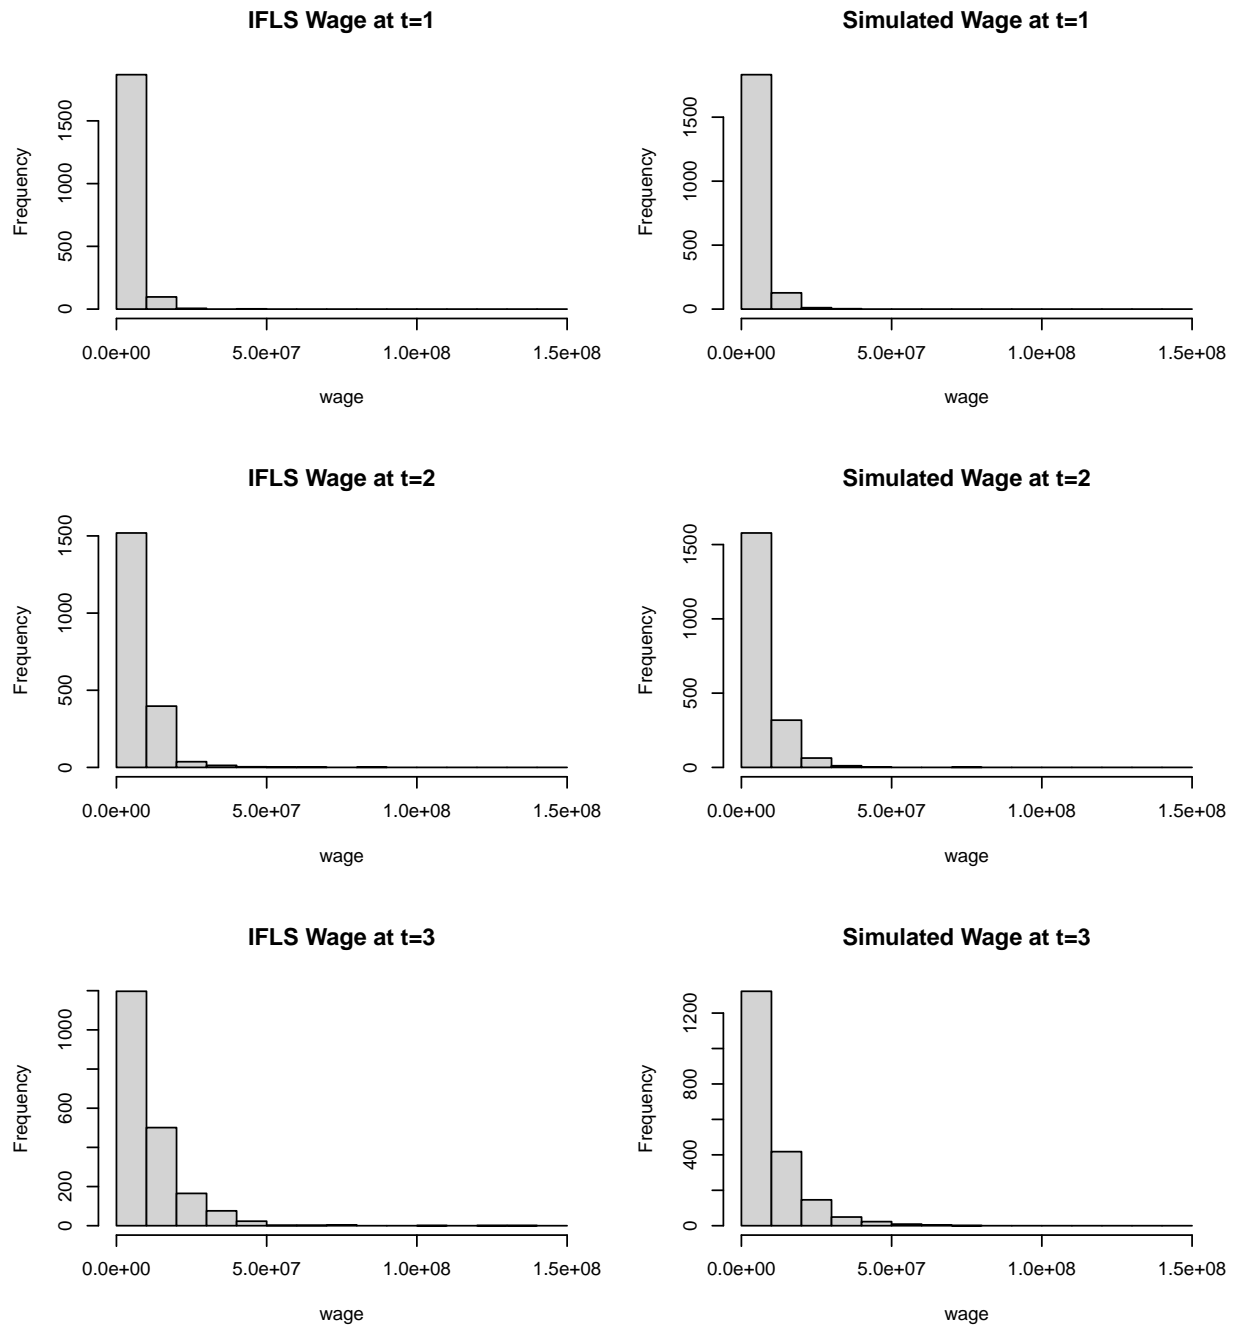 IFLS Wage at t=1
Frequency
1500
1000
500
0
0.0e+00 5.0e+07 1.0e+08 1.5e+08
wage
Simulated Wage at t=1
Frequency
1500
1000
500
0
0.0e+00 5.0e+07 1.0e+08 1.5e+08
wage
IFLS Wage at t=2
Frequency
1500
1000
500
0
0.0e+00 5.0e+07 1.0e+08 1.5e+08
wage
Simulated Wage at t=2
Frequency
1500
1000
500
0
0.0e+00 5.0e+07 1.0e+08 1.5e+08
wage
IFLS Wage at t=3
Frequency
1000
600
200
0
0.0e+00 5.0e+07 1.0e+08 1.5e+08
wage
Simulated Wage at t=3
Frequency
1200
800
400
0
0.0e+00 5.0e+07 1.0e+08 1.5e+08
wage